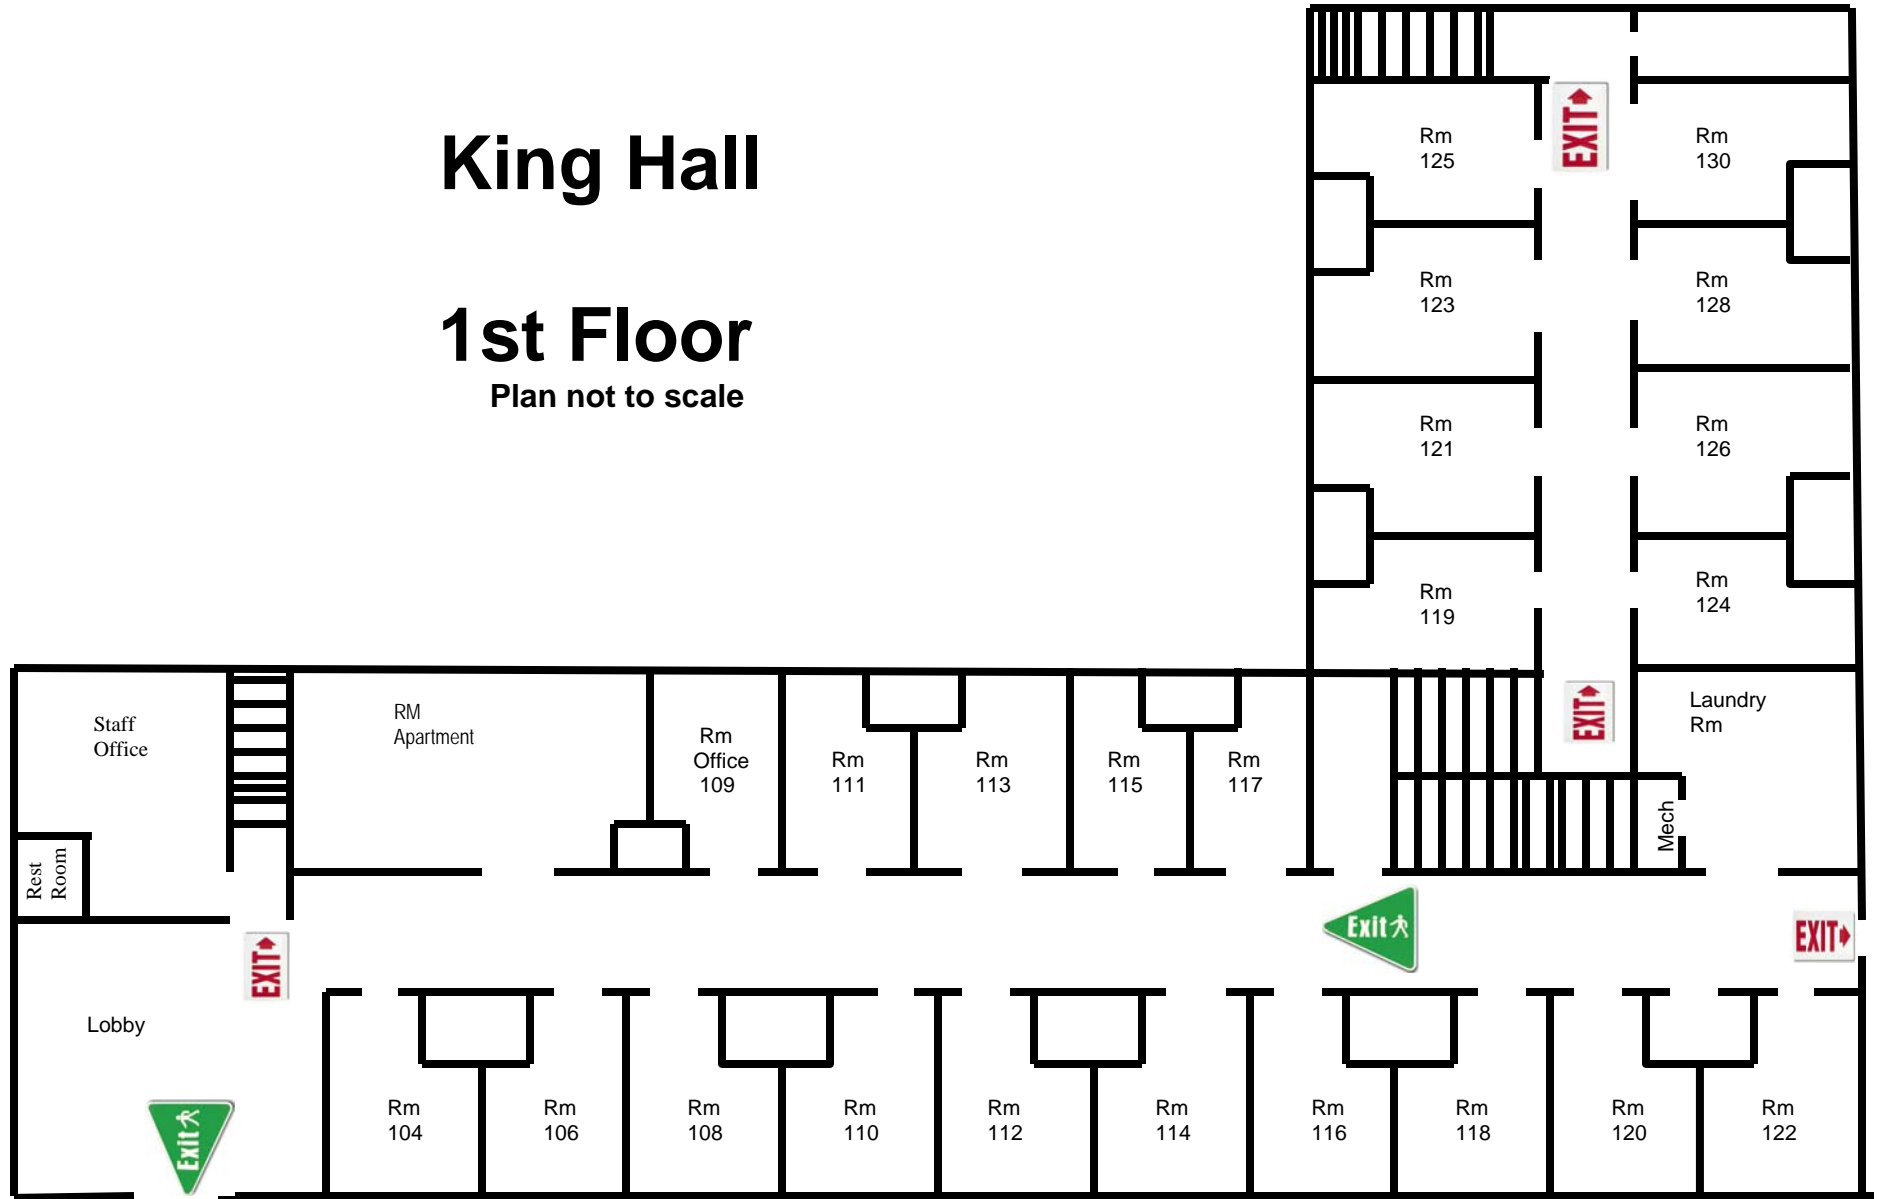 King Hall
1st Floor
Plan not to scale
EXIT
Rm
125
Rm
130
Rm
123
Rm
128
Rm
121
Rm
126
Rm
119
Rm
124
Staff
Office
RM
Apartment
Rm
Office
109
Rm
111
Rm
113
Rm
115
Rm
117
EXIT
Laundry
Rm
Mech
Rest
Room
EXIT
Exit
EXIT
Lobby
Exit
Rm
104
Rm
106
Rm
108
Rm
110
Rm
112
Rm
114
Rm
116
Rm
118
Rm
120
Rm
122